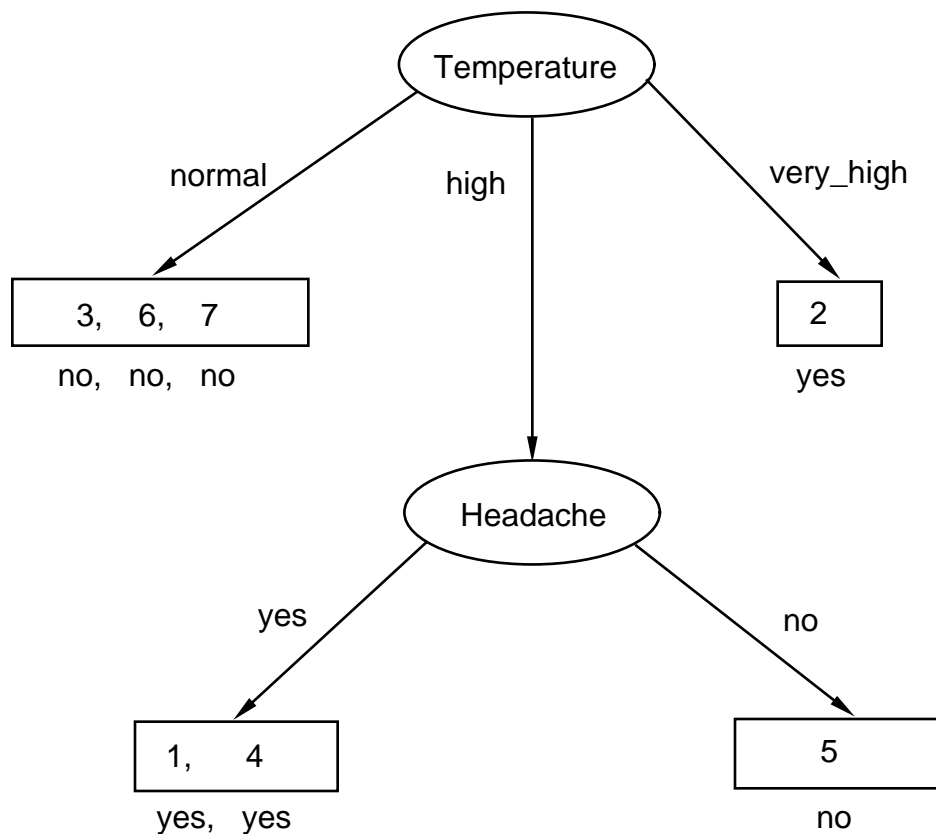 Temperature
normal
high
very_high
3, 6, 7
no, no, no
2
yes
Headache
yes
no
1, 4
yes, yes
5
no